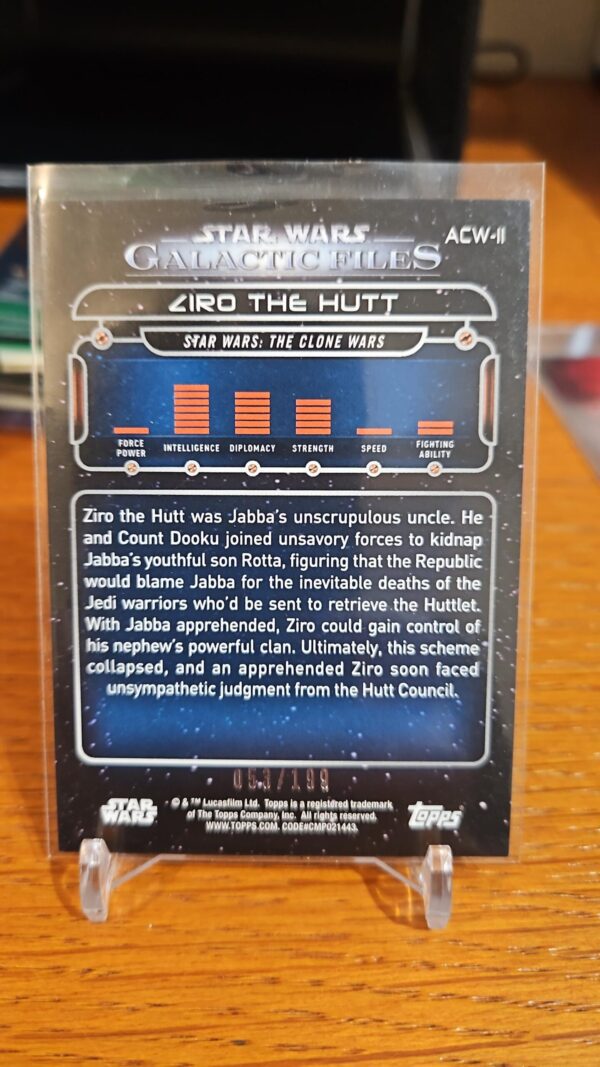 STAR WARS ACW-11
GALACTIC FILES
ZIRO THE HUTT
STAR WARS: THE CLONE WARS
FORCE POWER INTELLIGENCE DIPLOMACY STRENGTH SPEED FIGHTING ABILITY
Ziro the Hutt was Jabba's unscrupulous uncle. He
and Count Dooku joined unsavory forces to kidnap
Jabba's youthful son Rotta, figuring that the Republic
would blame Jabba for the inevitable deaths of the
Jedi warriors who'd be sent to retrieve the Huttlet.
With Jabba apprehended, Ziro could gain control of
his nephew's powerful clan. Ultimately, this scheme
collapsed, and an apprehended Ziro soon faced
unsympathetic judgment from the Hutt Council.
053/199
STAR WARS
© & ™ Lucasfilm Ltd. Topps is a registered trademark
of The Topps Company, Inc. All rights reserved.
WWW.TOPPS.COM. CODE#CMP021443.
Topps